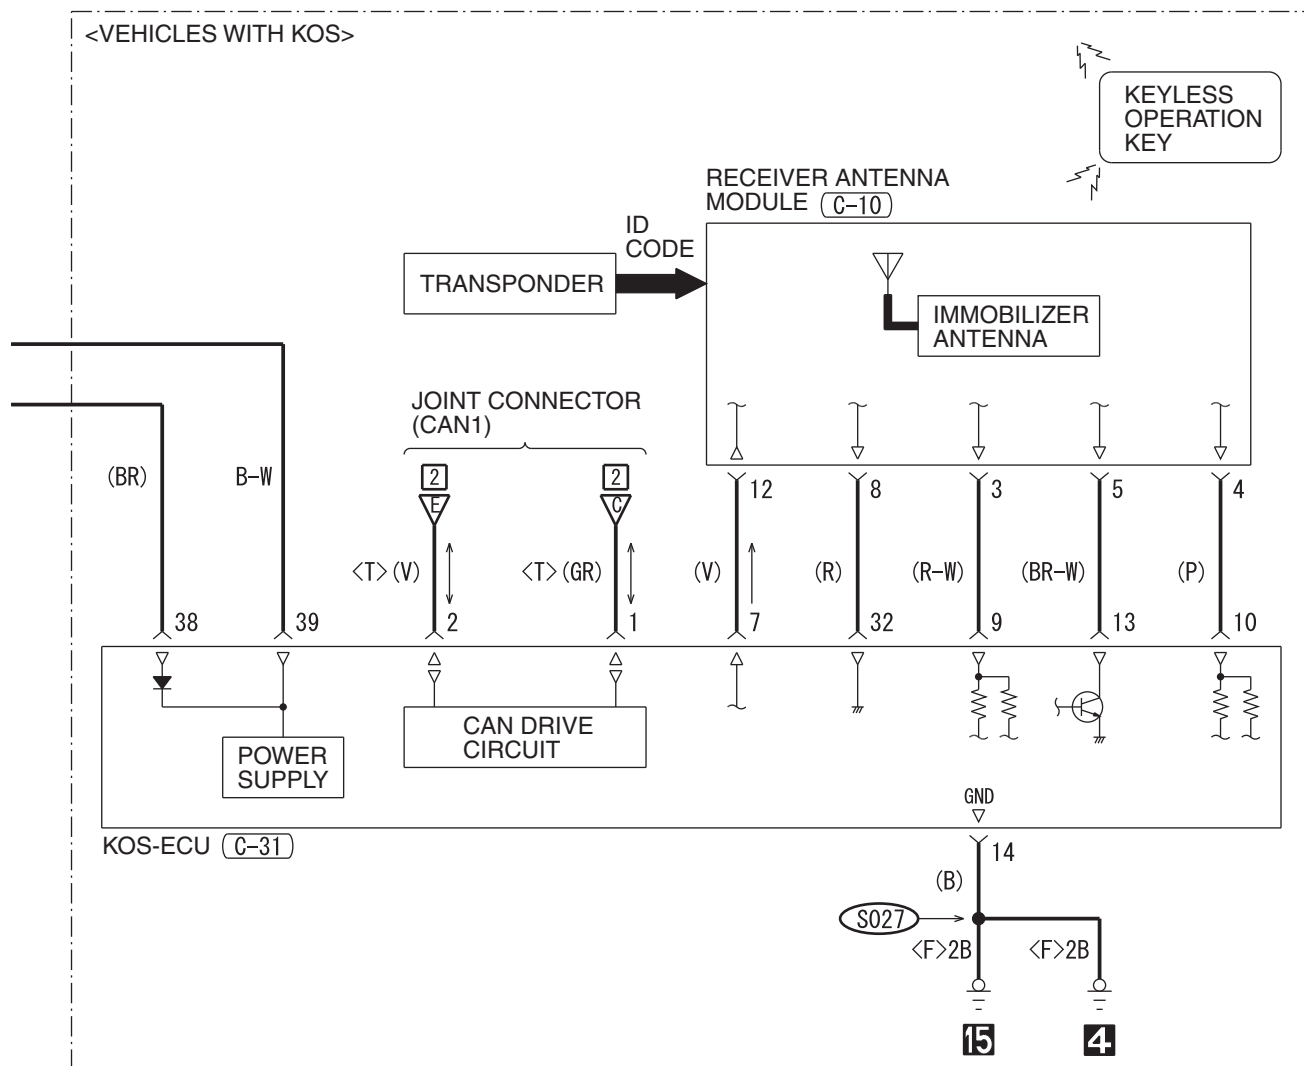 <VEHICLES WITH KOS>
KEYLESS
OPERATION
KEY
RECEIVER ANTENNA
MODULE C-10
ID
CODE
TRANSPONDER
IMMOBILIZER
ANTENNA
JOINT CONNECTOR
(CAN1)
2 2
E C
12 8 3 5 4
(BR) B-W
<T>(V) <T>(GR) (V) (R) (R-W) (BR-W) (P)
38 39 2 1 7 32 9 13 10
CAN DRIVE
CIRCUIT
POWER
SUPPLY
GND
KOS-ECU C-31
14
(B)
S027
<F>2B <F>2B
15 4